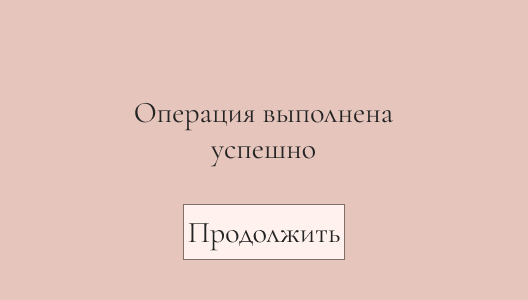 Операция выполнена
успешно
Продолжить